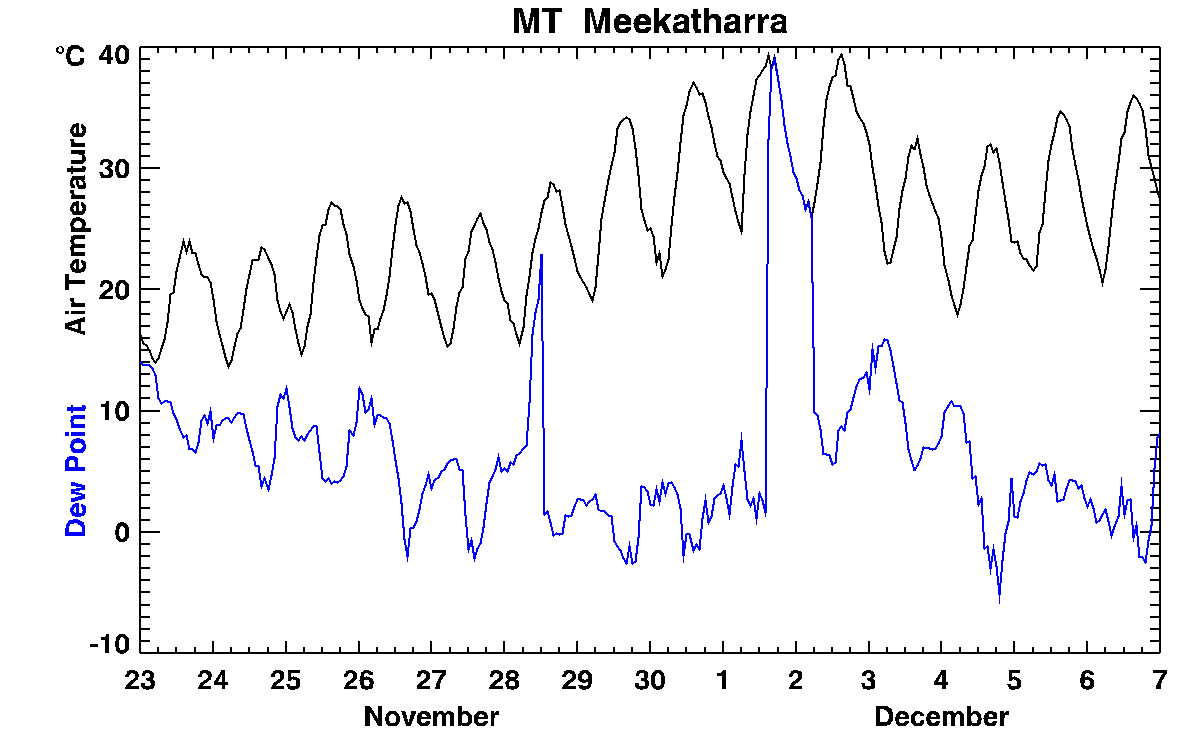 MT Meekatharra
°C
40
30
20
10
0
-10
Air Temperature
Dew Point
23 24 25 26 27 28 29 30 1 2 3 4 5 6 7
November December